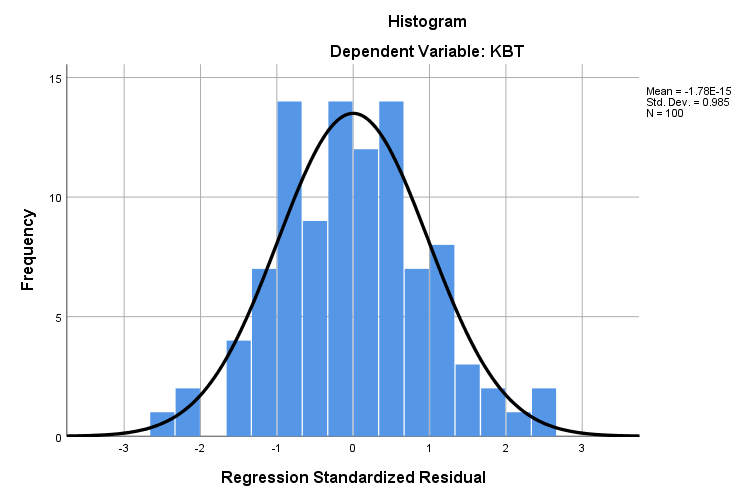 Histogram
Dependent Variable: KBT
Mean = -1.78E-15
Std. Dev. = 0.985
N = 100
15
10
5
0
Frequency
-3 -2 -1 0 1 2 3
Regression Standardized Residual